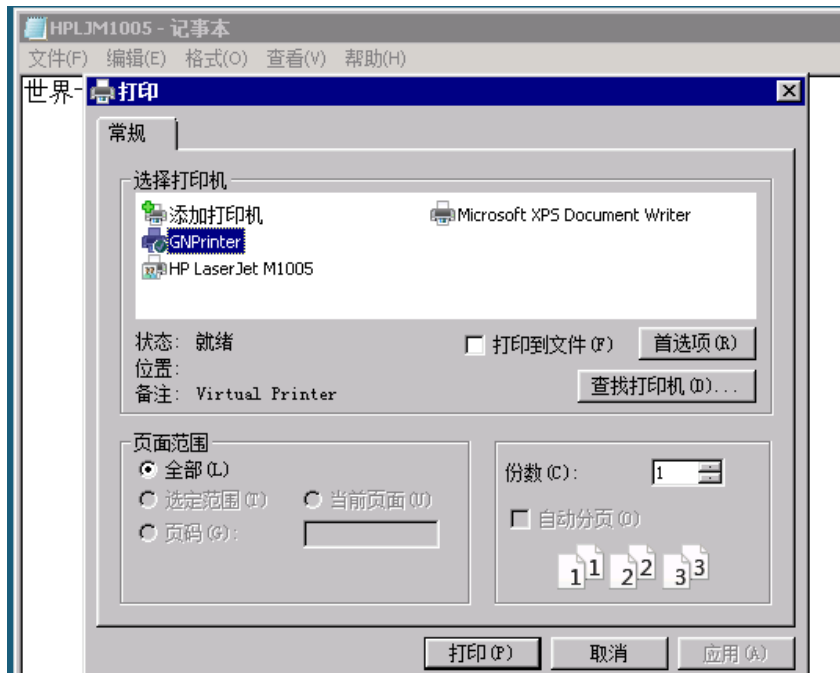 HPLJM1005 - 记事本
文件(F) 编辑(E) 格式(O) 查看(V) 帮助(H)
世界
打印
常规
选择打印机
添加打印机 Microsoft XPS Document Writer
GNPrinter
HP LaserJet M1005
状态: 就绪 打印到文件(F) 首选项(R)
位置:
备注: Virtual Printer 查找打印机(D)...
页面范围
全部(L) 份数(C): 1
选定范围(T) 当前页面(U) 自动分页(O)
页码(G):
1 1 2 2 3 3
打印(P) 取消 应用(A)